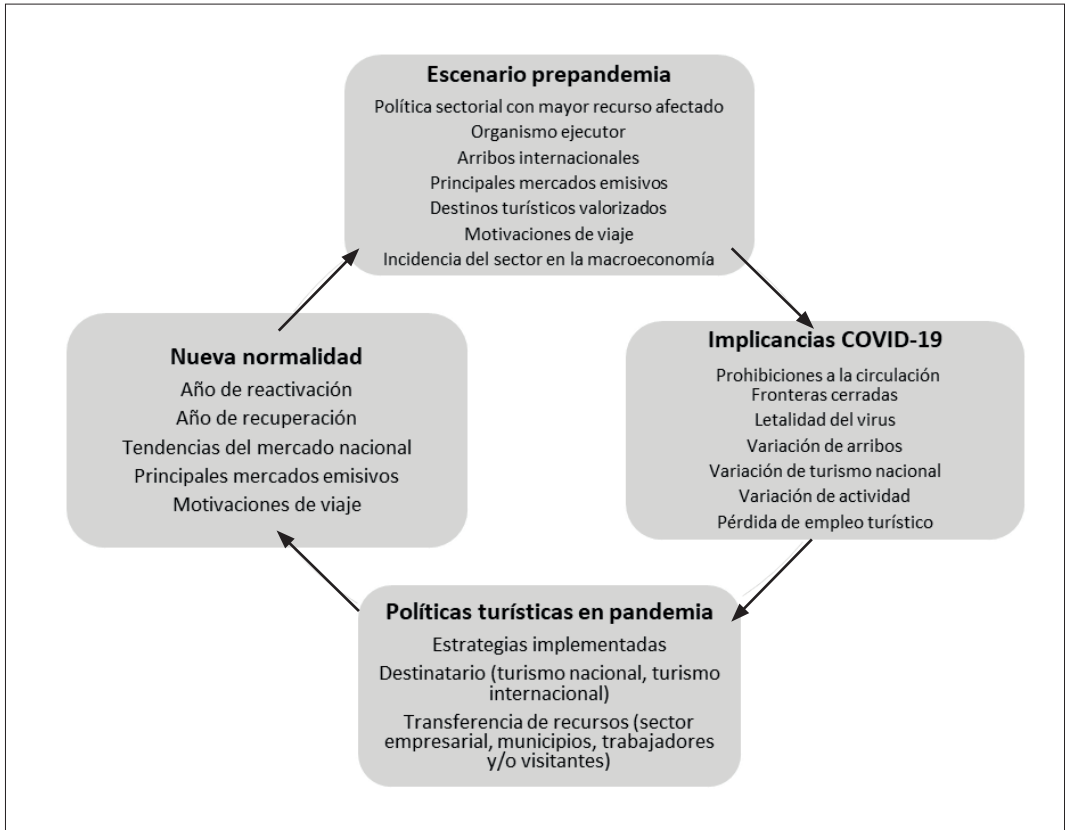 Escenario prepandemia
Política sectorial con mayor recurso afectado
Organismo ejecutor
Arribos internacionales
Principales mercados emisivos
Destinos turísticos valorizados
Motivaciones de viaje
Incidencia del sector en la macroeconomía
Implicancias COVID-19
Prohibiciones a la circulación
Fronteras cerradas
Letalidad del virus
Variación de arribos
Variación de turismo nacional
Variación de actividad
Pérdida de empleo turístico
Políticas turísticas en pandemia
Estrategias implementadas
Destinatario (turismo nacional, turismo
internacional)
Transferencia de recursos (sector
empresarial, municipios, trabajadores
y/o visitantes)
Nueva normalidad
Año de reactivación
Año de recuperación
Tendencias del mercado nacional
Principales mercados emisivos
Motivaciones de viaje